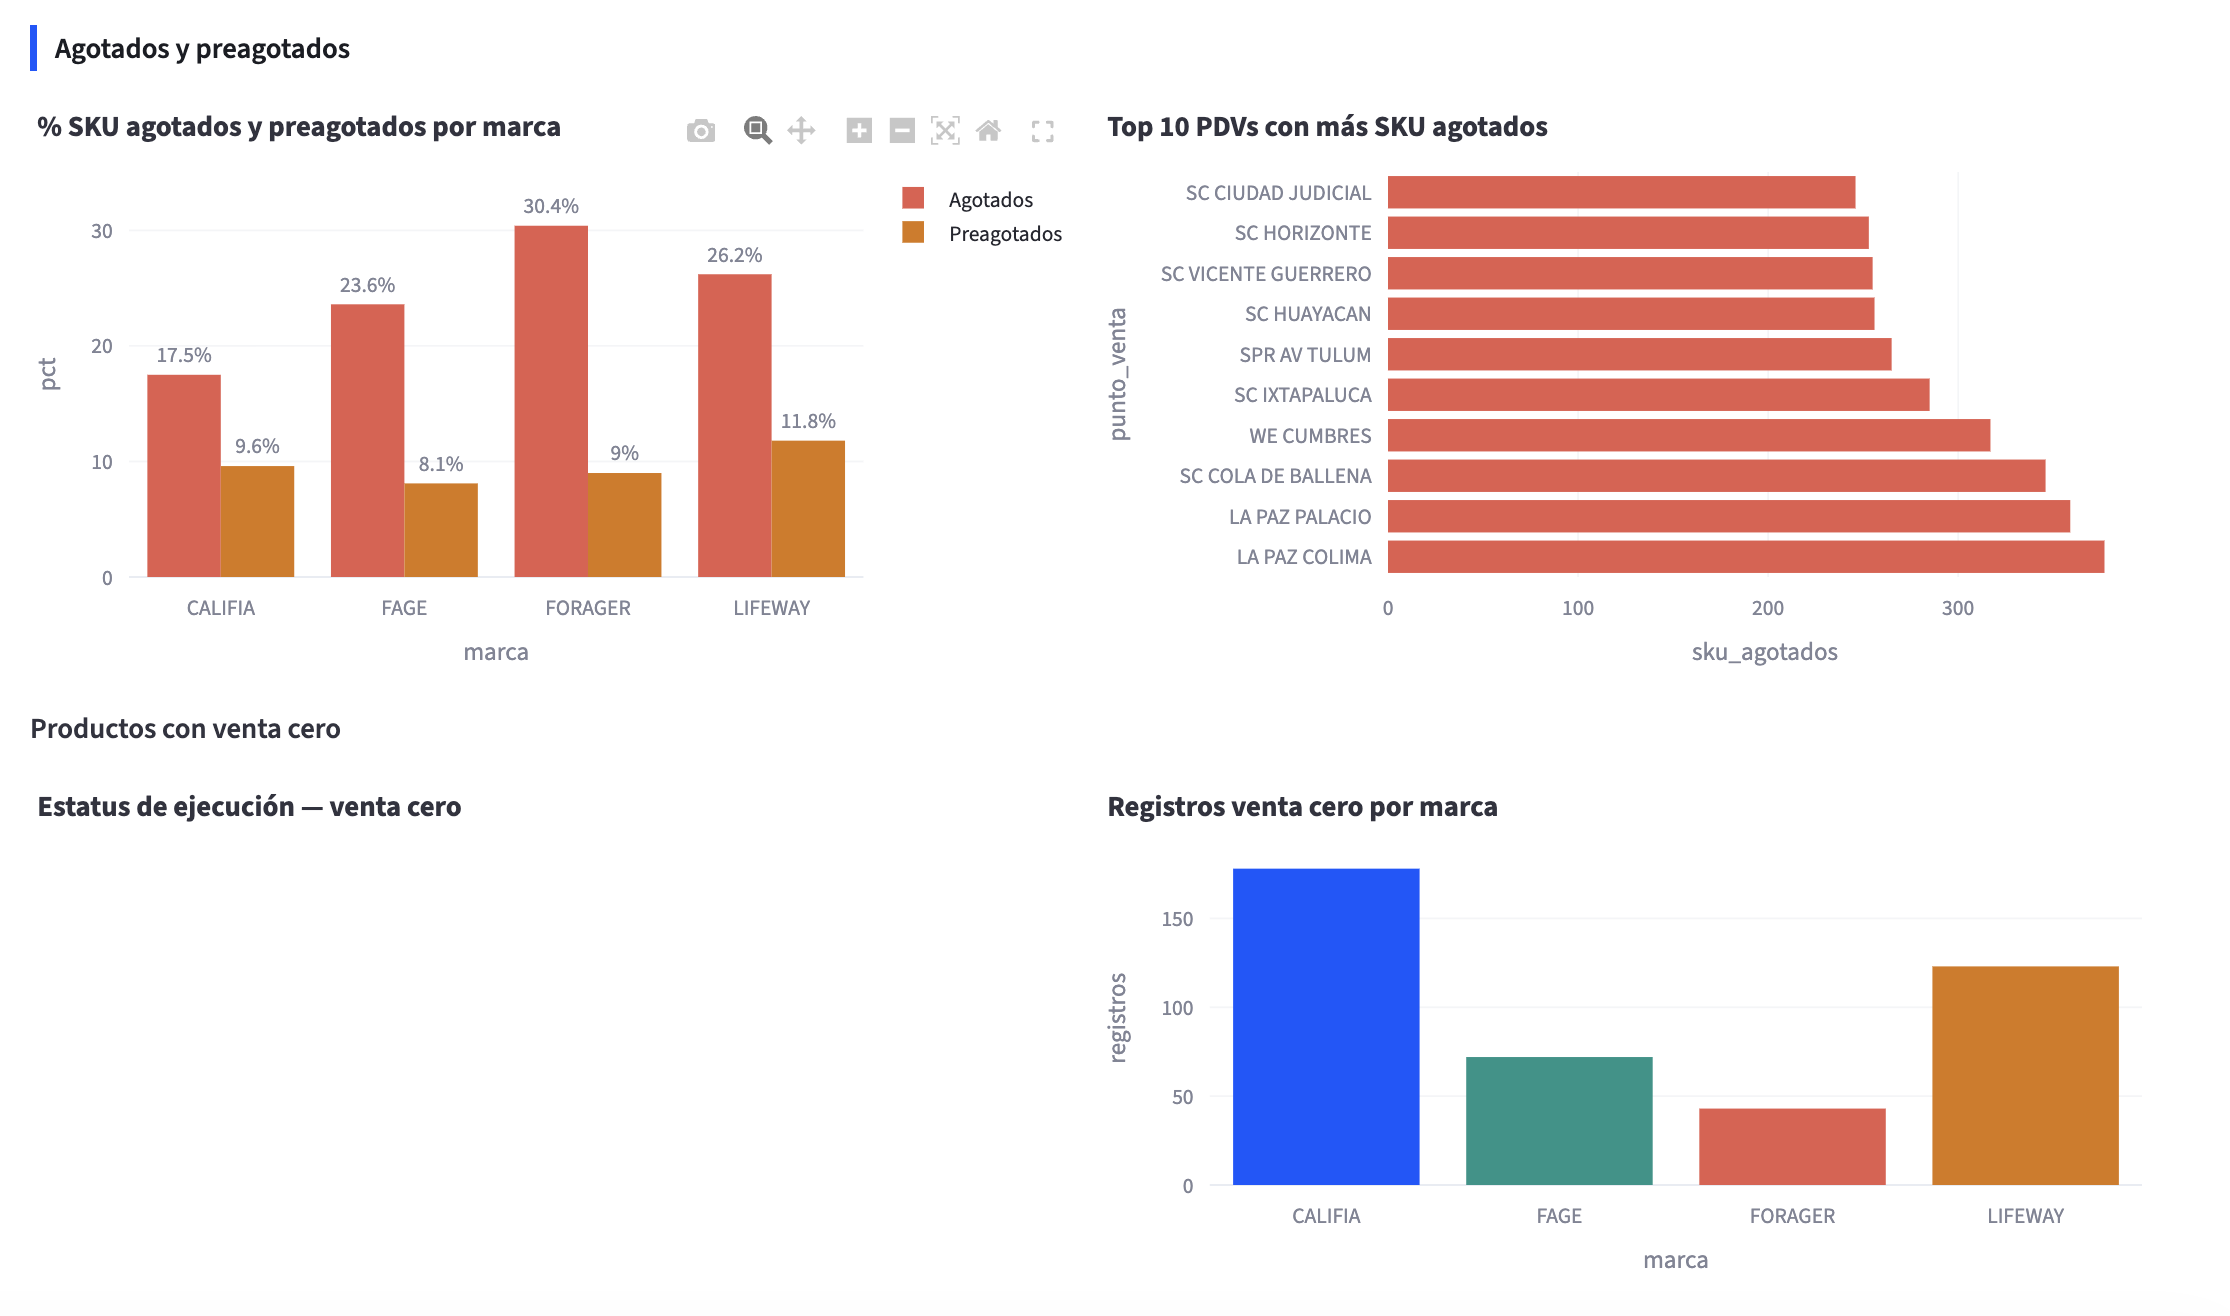 Agotados y preagotados
% SKU agotados y preagotados por marca
Agotados
Preagotados
pct
30
20
10
0
17.5%
9.6%
23.6%
8.1%
30.4%
9%
26.2%
11.8%
CALIFIA
FAGE
FORAGER
LIFEWAY
marca
Top 10 PDVs con más SKU agotados
punto_venta
SC CIUDAD JUDICIAL
SC HORIZONTE
SC VICENTE GUERRERO
SC HUAYACAN
SPR AV TULUM
SC IXTAPALUCA
WE CUMBRES
SC COLA DE BALLENA
LA PAZ PALACIO
LA PAZ COLIMA
0
100
200
300
sku_agotados
Productos con venta cero
Estatus de ejecución — venta cero
Registros venta cero por marca
registros
150
100
50
0
CALIFIA
FAGE
FORAGER
LIFEWAY
marca